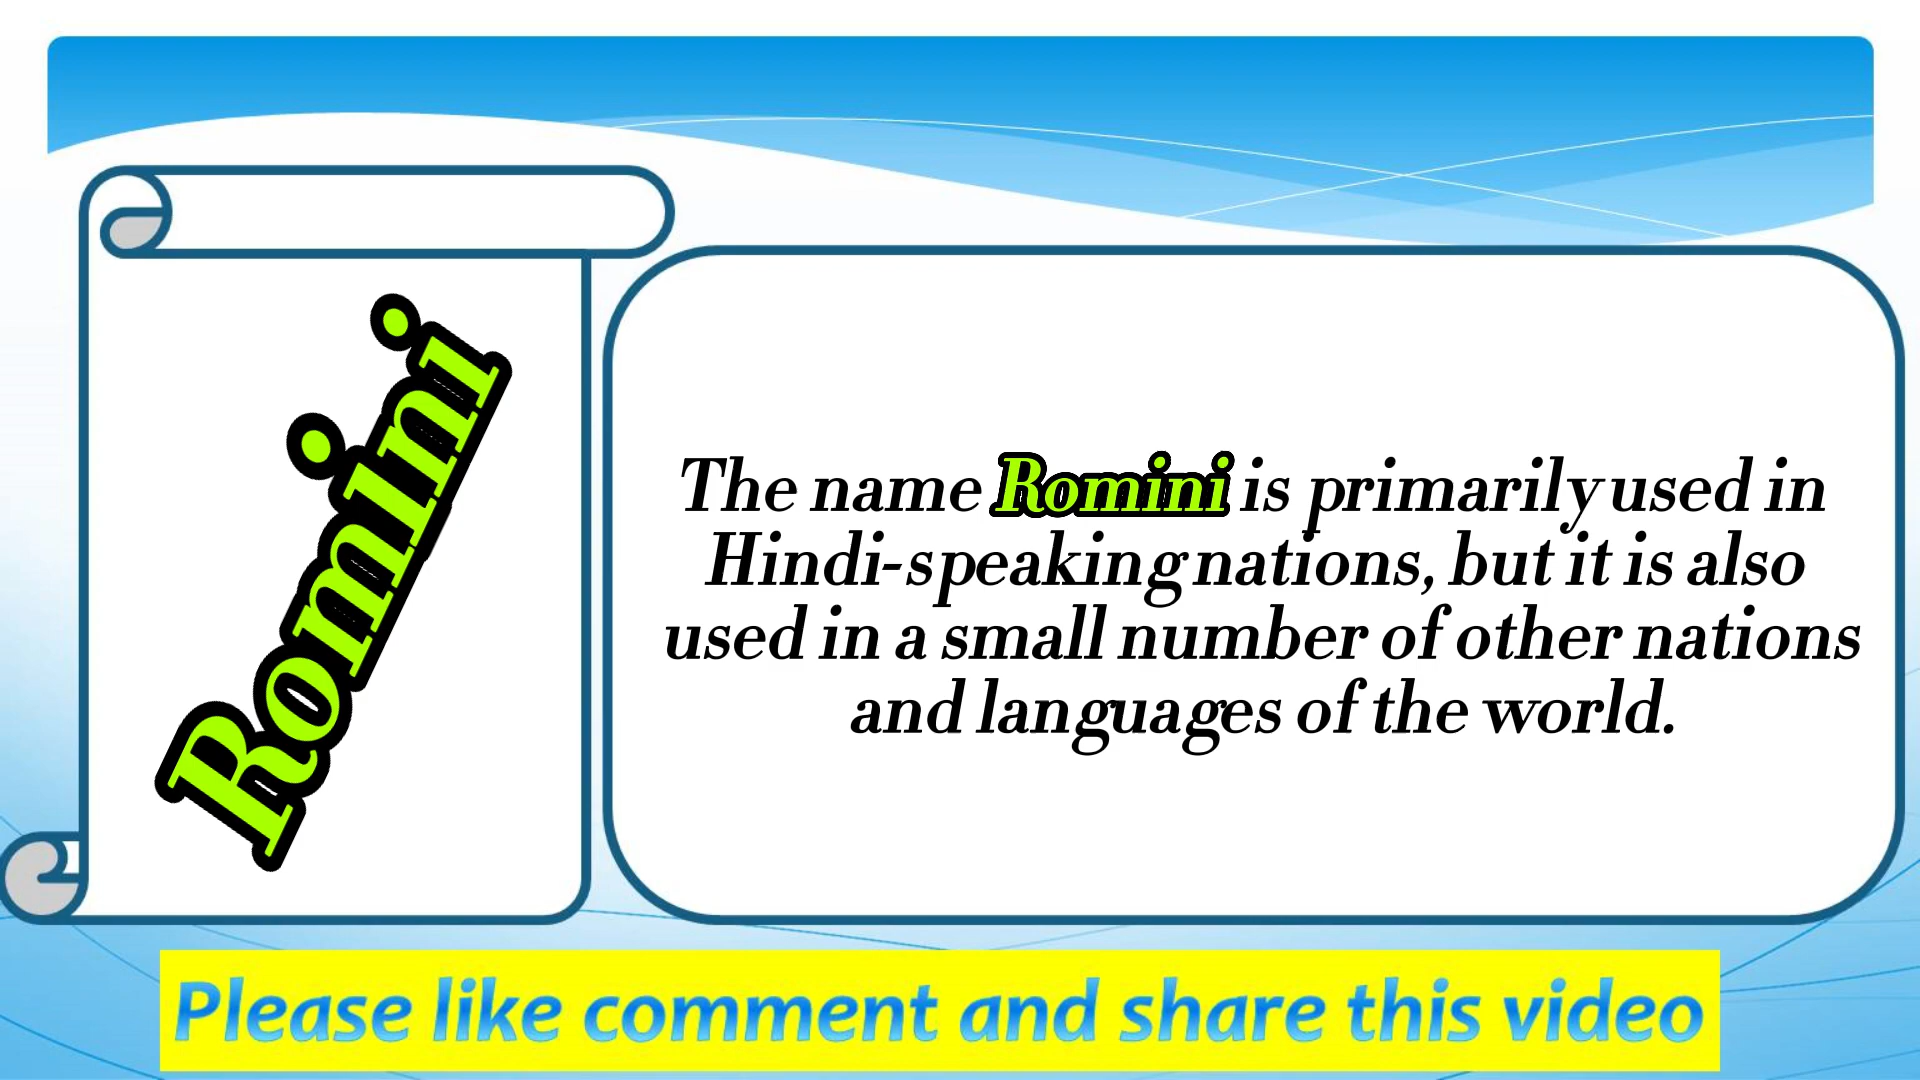 Romini
The name Romini is primarily used in
Hindi-speaking nations, but it is also
used in a small number of other nations
and languages of the world.
Please like comment and share this video